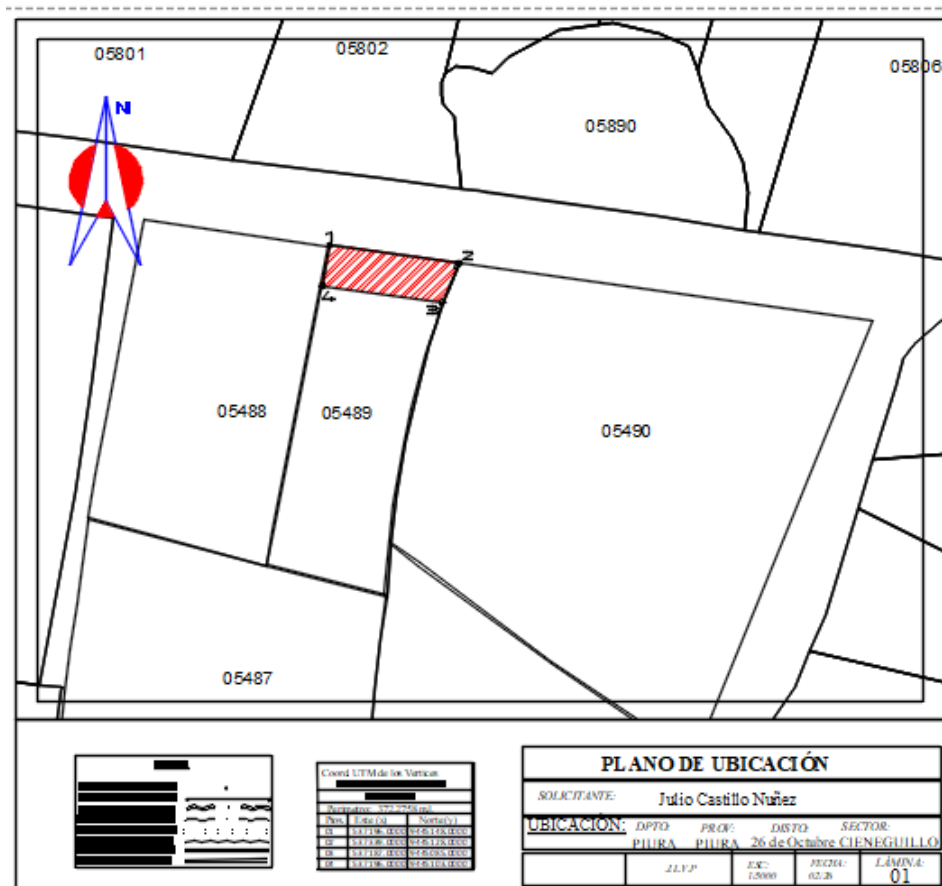 05801
05802
05806
05890
N
1
2
4
3
05488
05489
05490
05487
Coord. UTM de los Vertices
PLANO DE UBICACIÓN
SOLICITANTE: Julio Castillo Nuñez
UBICACIÓN: DPTO: PROV: DISTO: SECTOR:
PIURA PIURA 26 de Octubre CIENEGUILLO
ESC: FECHA: LÁMINA:
01